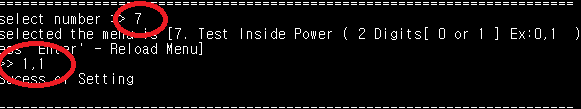 select number >> 7
selected the menu is [7. Test Inside Power ( 2 Digits[ 0 or 1 ] Ex:0,1 )
ess 'Enter' - Reload Menu]
>> 1,1
Sucess of Setting